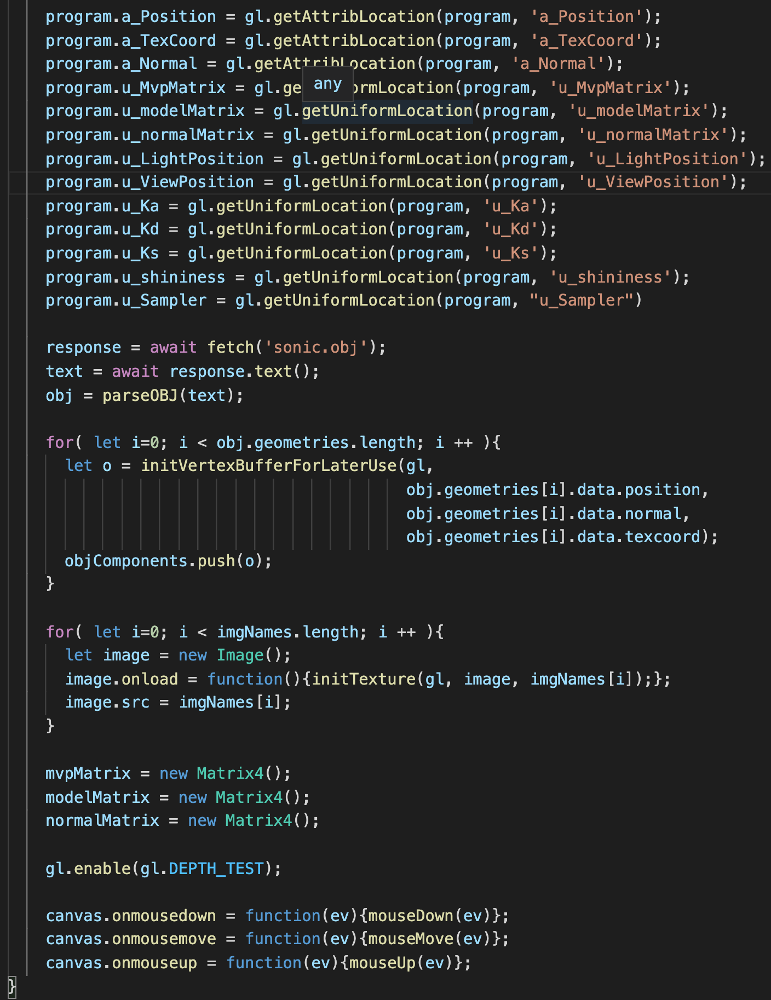 program.a_Position = gl.getAttribLocation(program, 'a_Position');
program.a_TexCoord = gl.getAttribLocation(program, 'a_TexCoord');
program.a_Normal = gl.getAttribLocation(program, 'a_Normal');
any
program.u_MvpMatrix = gl.ge formLocation(program, 'u_MvpMatrix');
program.u_modelMatrix = gl.getUniformLocation(program, 'u_modelMatrix');
program.u_normalMatrix = gl.getUniformLocation(program, 'u_normalMatrix');
program.u_LightPosition = gl.getUniformLocation(program, 'u_LightPosition');
program.u_ViewPosition = gl.getUniformLocation(program, 'u_ViewPosition');
program.u_Ka = gl.getUniformLocation(program, 'u_Ka');
program.u_Kd = gl.getUniformLocation(program, 'u_Kd');
program.u_Ks = gl.getUniformLocation(program, 'u_Ks');
program.u_shininess = gl.getUniformLocation(program, 'u_shininess');
program.u_Sampler = gl.getUniformLocation(program, "u_Sampler")
response = await fetch('sonic.obj');
text = await response.text();
obj = parseOBJ(text);
for( let i=0; i < obj.geometries.length; i ++ ){
let o = initVertexBufferForLaterUse(gl,
obj.geometries[i].data.position,
obj.geometries[i].data.normal,
obj.geometries[i].data.texcoord);
objComponents.push(o);
}
for( let i=0; i < imgNames.length; i ++ ){
let image = new Image();
image.onload = function(){initTexture(gl, image, imgNames[i]);};
image.src = imgNames[i];
}
mvpMatrix = new Matrix4();
modelMatrix = new Matrix4();
normalMatrix = new Matrix4();
gl.enable(gl.DEPTH_TEST);
canvas.onmousedown = function(ev){mouseDown(ev)};
canvas.onmousemove = function(ev){mouseMove(ev)};
canvas.onmouseup = function(ev){mouseUp(ev)};
}